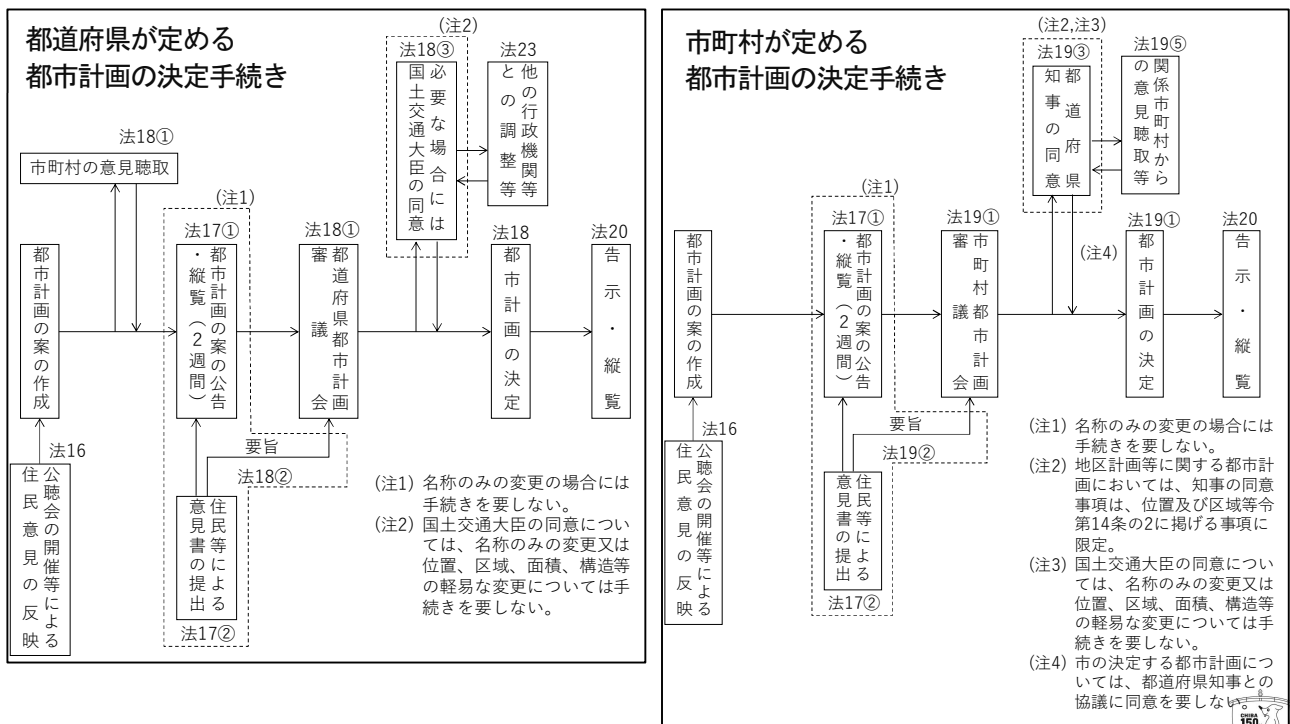 都道府県が定める
都市計画の決定手続き
(注2)
法18③
必要な場合には
国土交通大臣の同意
法23
他の行政機関等
との調整等
法18①
市町村の意見聴取
(注1)
法17①
都市計画の案の公告
・縦覧(2週間)
法18①
都道府県都市計画
審議会
法18
都市計画の決定
法20
告示・縦覧
都市計画の案の作成
法16
公聴会の開催等による
住民意見の反映
要旨
法18②
住民等による
意見書の提出
法17②
(注1) 名称のみの変更の場合には
手続きを要しない。
(注2) 国土交通大臣の同意につい
ては、名称のみの変更又は
位置、区域、面積、構造等
の軽易な変更については手
続きを要しない。
市町村が定める
都市計画の決定手続き
(注2,注3)
法19③
都道府県
知事の同意
法19⑤
関係市町村から
の意見聴取等
(注1)
法17①
都市計画の案の公告
・縦覧(2週間)
法19①
市町村都市計画
審議会
(注4)
法19①
都市計画の決定
法20
告示・縦覧
都市計画の案の作成
法16
公聴会の開催等による
住民意見の反映
要旨
法19②
住民等による
意見書の提出
法17②
(注1) 名称のみの変更の場合には
手続きを要しない。
(注2) 地区計画等に関する都市計
画においては、知事の同意
事項は、位置及び区域等令
第14条の2に掲げる事項に
限定。
(注3) 国土交通大臣の同意につい
ては、名称のみの変更又は
位置、区域、面積、構造等
の軽易な変更については手
続きを要しない。
(注4) 市の決定する都市計画につ
いては、都道府県知事との
協議に同意を要しない
8
CHIBA
150